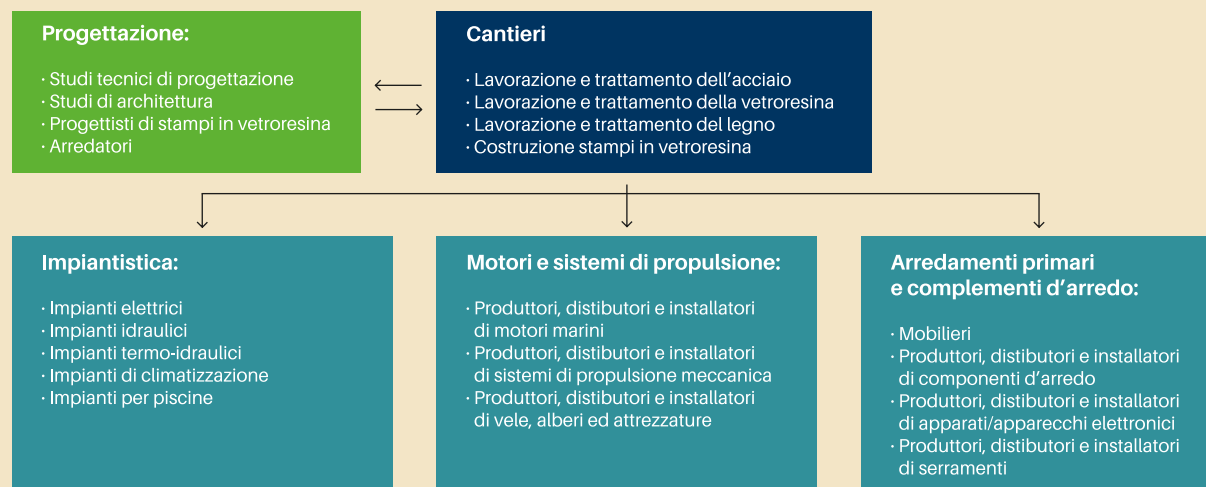 Progettazione:
· Studi tecnici di progettazione
· Studi di architettura
· Progettisti di stampi in vetroresina
· Arredatori
Cantieri
· Lavorazione e trattamento dell’acciaio
· Lavorazione e trattamento della vetroresina
· Lavorazione e trattamento del legno
· Costruzione stampi in vetroresina
Impiantistica:
· Impianti elettrici
· Impianti idraulici
· Impianti termo-idraulici
· Impianti di climatizzazione
· Impianti per piscine
Motori e sistemi di propulsione:
· Produttori, distibutori e installatori
di motori marini
· Produttori, distibutori e installatori
di sistemi di propulsione meccanica
· Produttori, distibutori e installatori
di vele, alberi ed attrezzature
Arredamenti primari
e complementi d’arredo:
· Mobilieri
· Produttori, distibutori e installatori
di componenti d’arredo
· Produttori, distibutori e installatori
di apparati/apparecchi elettronici
· Produttori, distibutori e installatori
di serramenti